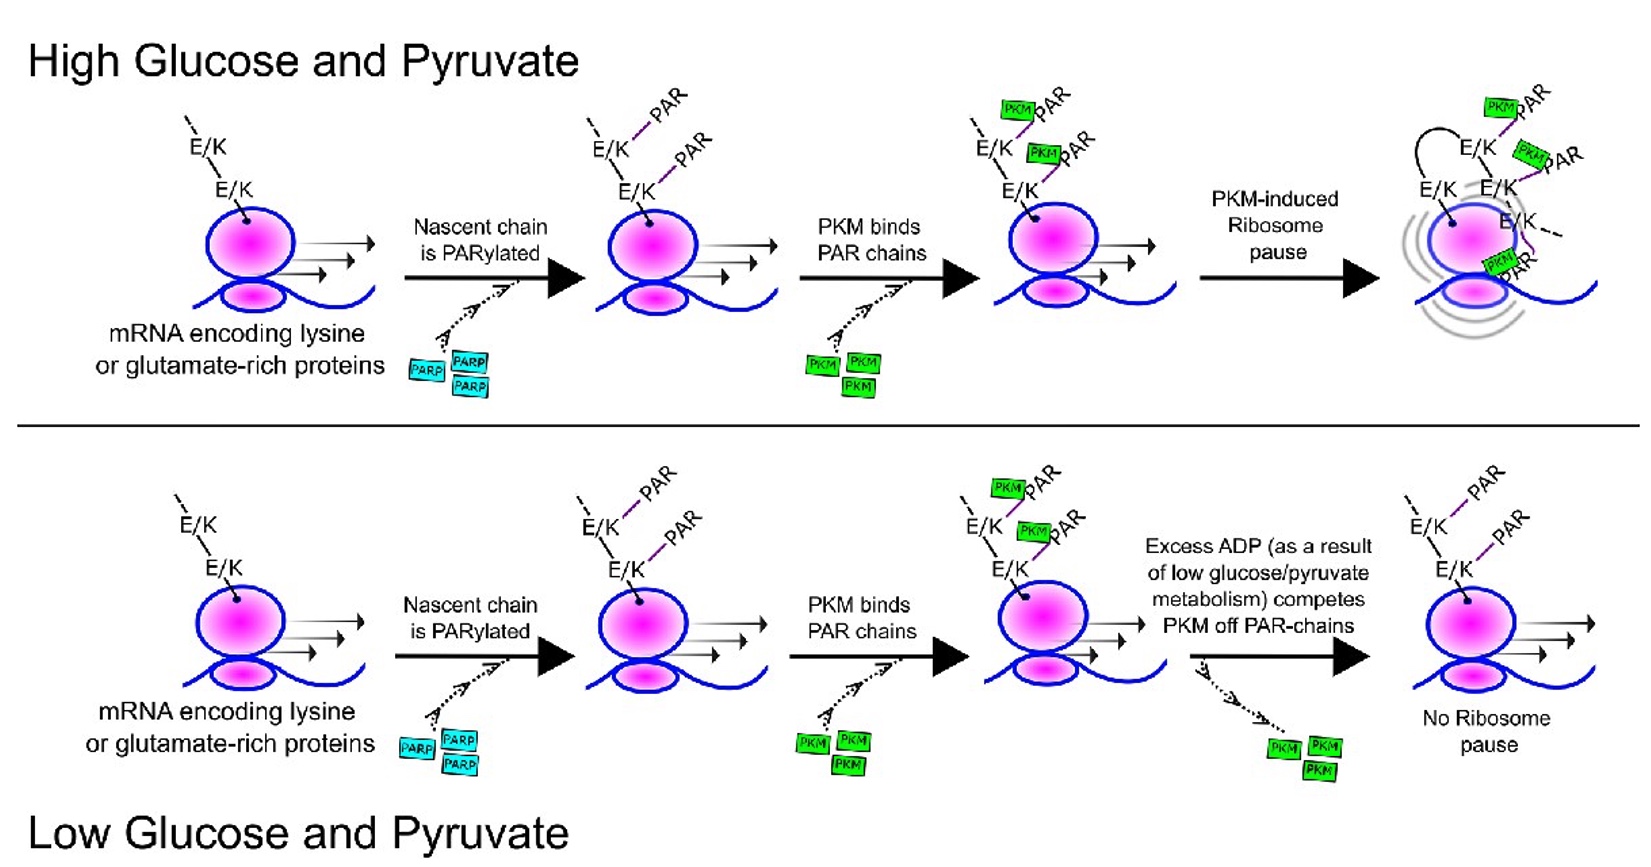 High Glucose and Pyruvate
E/K
E/K
mRNA encoding lysine
or glutamate-rich proteins
Nascent chain
is PARylated
PARP
PARP
PARP
PAR
E/K
PAR
E/K
PKM binds
PAR chains
PKM
PKM
PKM
PKM
PAR
E/K
PKM
PAR
E/K
PKM-induced
Ribosome
pause
PKM
PAR
E/K
PKM
PAR
E/K
E/K
E/K
PKM
PAR
E/K
E/K
mRNA encoding lysine
or glutamate-rich proteins
Nascent chain
is PARylated
PARP
PARP
PARP
PAR
E/K
PAR
E/K
PKM binds
PAR chains
PKM
PKM
PKM
PKM
PAR
E/K
PKM
PAR
E/K
Excess ADP (as a result
of low glucose/pyruvate
metabolism) competes
PKM off PAR-chains
PKM
PKM
PKM
PAR
E/K
PAR
E/K
No Ribosome
pause
Low Glucose and Pyruvate